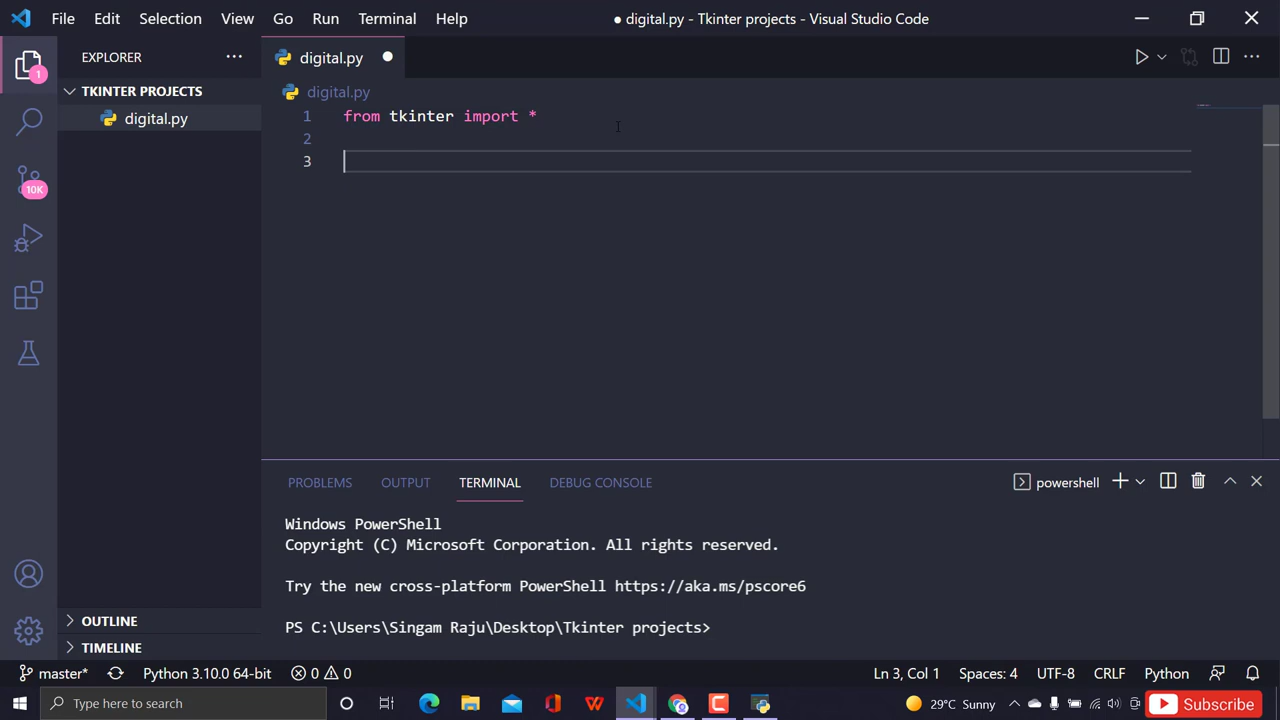 File Edit Selection View Go Run Terminal Help ● digital.py - Tkinter projects - Visual Studio Code
EXPLORER
digital.py
TKINTER PROJECTS
digital.py
digital.py
1 from tkinter import *
2
3
1
10K
PROBLEMS OUTPUT TERMINAL DEBUG CONSOLE powershell
Windows PowerShell
Copyright (C) Microsoft Corporation. All rights reserved.
Try the new cross-platform PowerShell https://aka.ms/pscore6
PS C:\Users\Singam Raju\Desktop\Tkinter projects>
OUTLINE
TIMELINE
master* Python 3.10.0 64-bit 0 0 Ln 3, Col 1 Spaces: 4 UTF-8 CRLF Python
Type here to search 29°C Sunny Subscribe